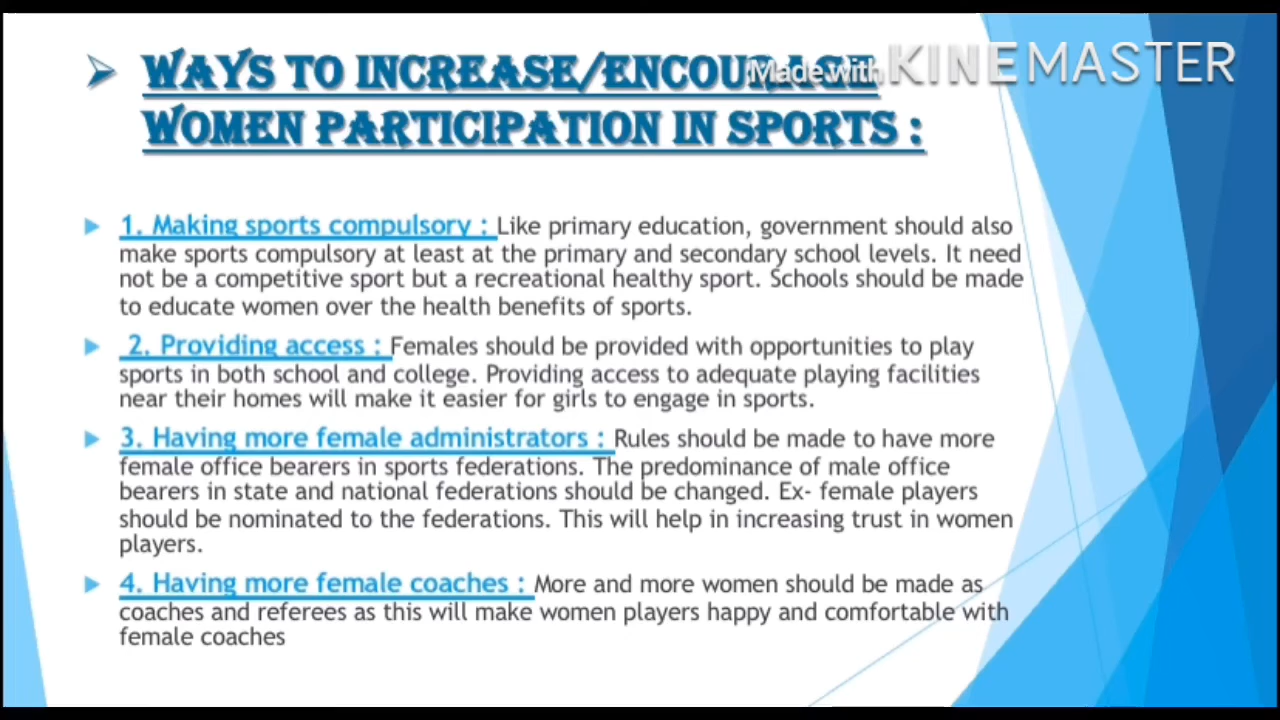 ➢ WAYS TO INCREASE/ENCOURAGE
Made with KINEMASTER
WOMEN PARTICIPATION IN SPORTS :
1. Making sports compulsory : Like primary education, government should also
make sports compulsory at least at the primary and secondary school levels. It need
not be a competitive sport but a recreational healthy sport. Schools should be made
to educate women over the health benefits of sports.
2. Providing access : Females should be provided with opportunities to play
sports in both school and college. Providing access to adequate playing facilities
near their homes will make it easier for girls to engage in sports.
3. Having more female administrators : Rules should be made to have more
female office bearers in sports federations. The predominance of male office
bearers in state and national federations should be changed. Ex- female players
should be nominated to the federations. This will help in increasing trust in women
players.
4. Having more female coaches : More and more women should be made as
coaches and referees as this will make women players happy and comfortable with
female coaches